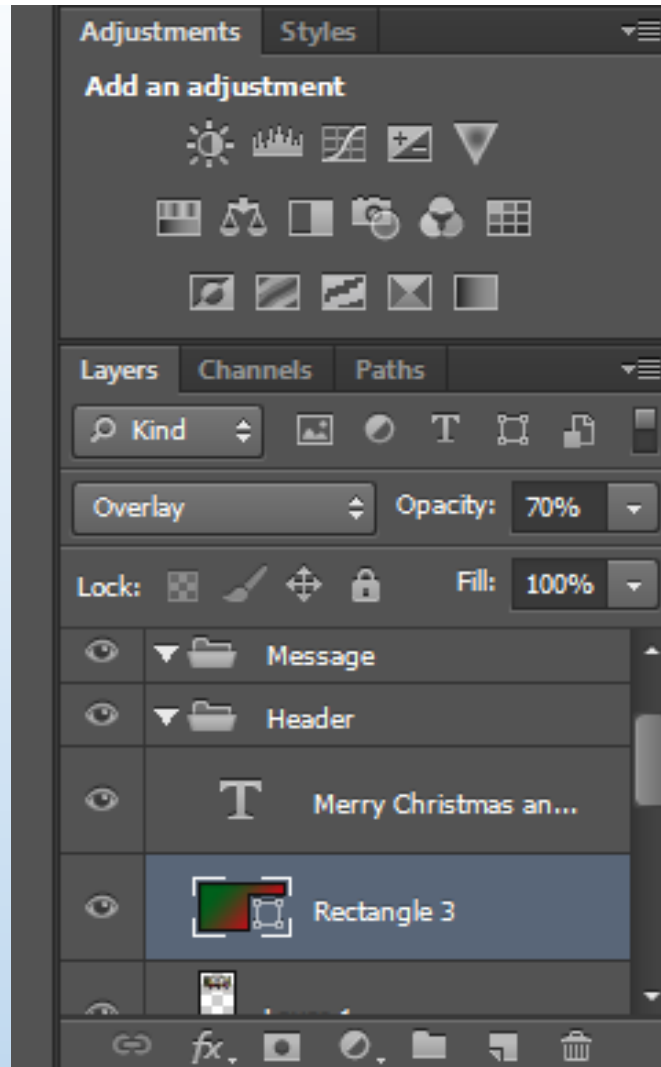 Adjustments Styles
Add an adjustment
Layers Channels Paths
Kind T
Overlay Opacity: 70%
Lock: Fill: 100%
Message
Header
T Merry Christmas an...
Rectangle 3
fx.